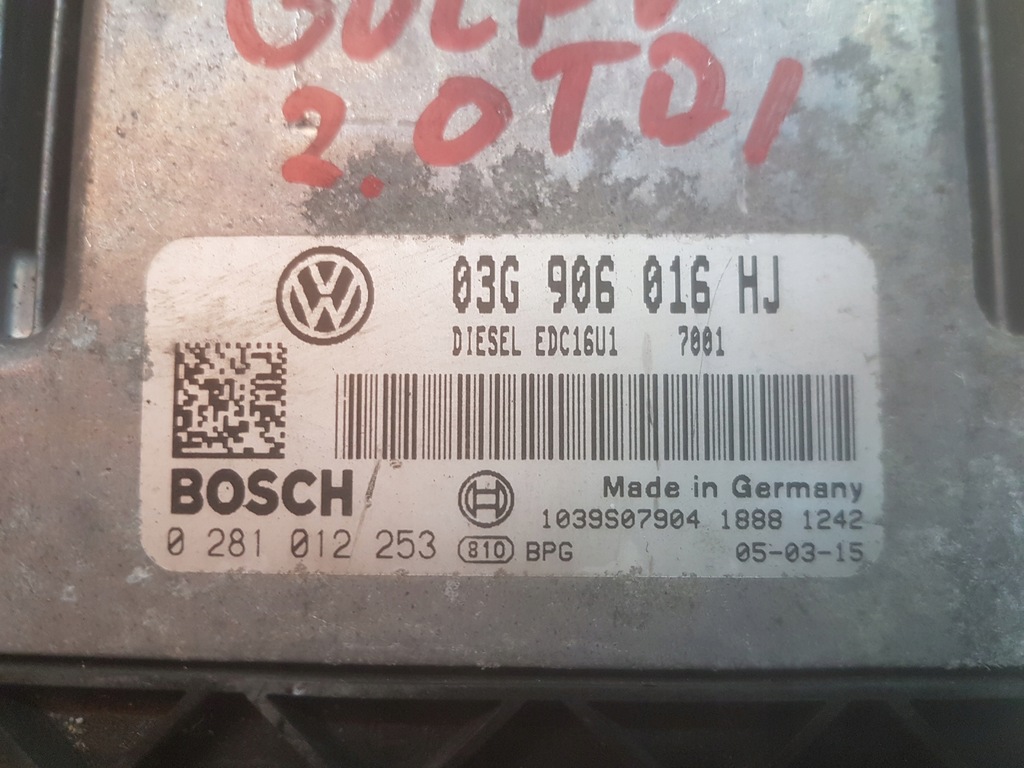 GOLF V
2.0TDI
03G 906 016 HJ
DIESEL EDC16U1 7001
BOSCH
Made in Germany
1039S07904 1888 1242
0 281 012 253 810 BPG 05-03-15